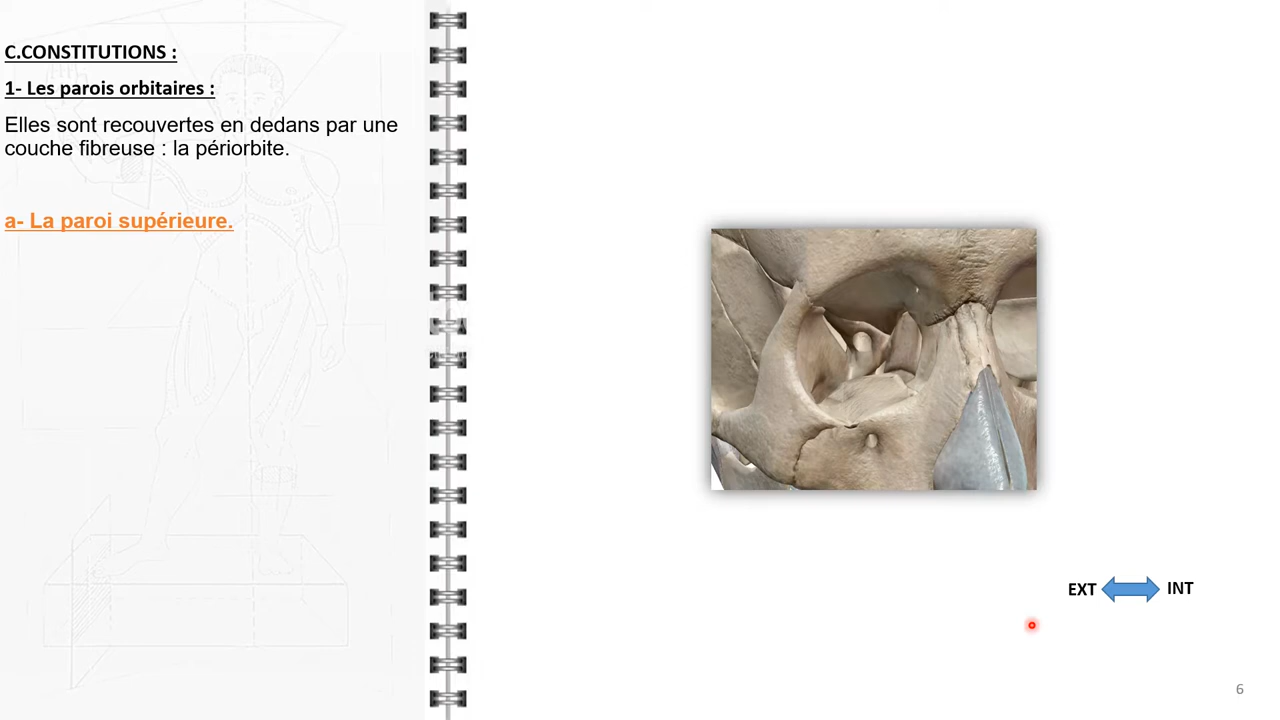 C.CONSTITUTIONS :
1- Les parois orbitaires :
Elles sont recouvertes en dedans par une
couche fibreuse : la périorbite.
a- La paroi supérieure.
EXT
INT
6